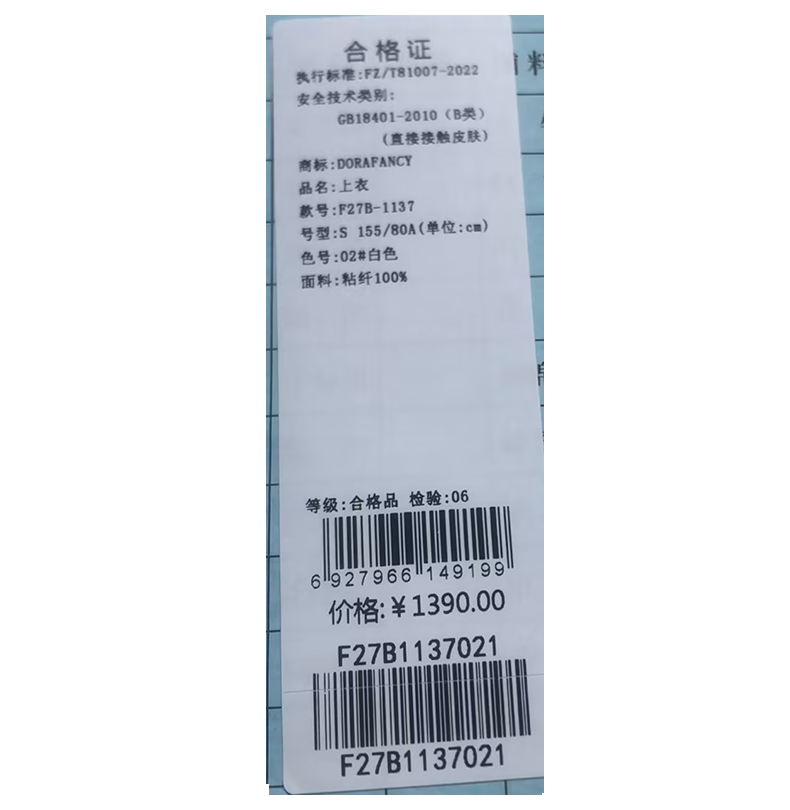 合格证
执行标准:FZ/T81007-2022
安全技术类别:
GB18401-2010（B类）
(直接接触皮肤)
商标:DORAFANCY
品名:上衣
款号:F27B-1137
号型:S 155/80A(单位:cm)
色号:02#白色
面料:粘纤100%
等级:合格品 检验:06
6 927966 149199
价格:￥1390.00
F27B1137021
F27B1137021
料